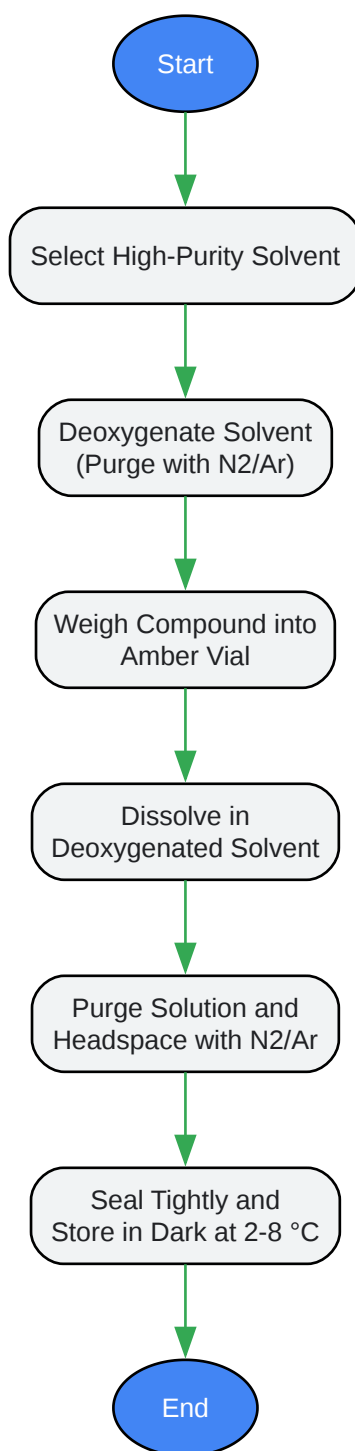 Start
Select High-Purity Solvent
Deoxygenate Solvent
(Purge with N2/Ar)
Weigh Compound into
Amber Vial
Dissolve in
Deoxygenated Solvent
Purge Solution and
Headspace with N2/Ar
Seal Tightly and
Store in Dark at 2-8 °C
End